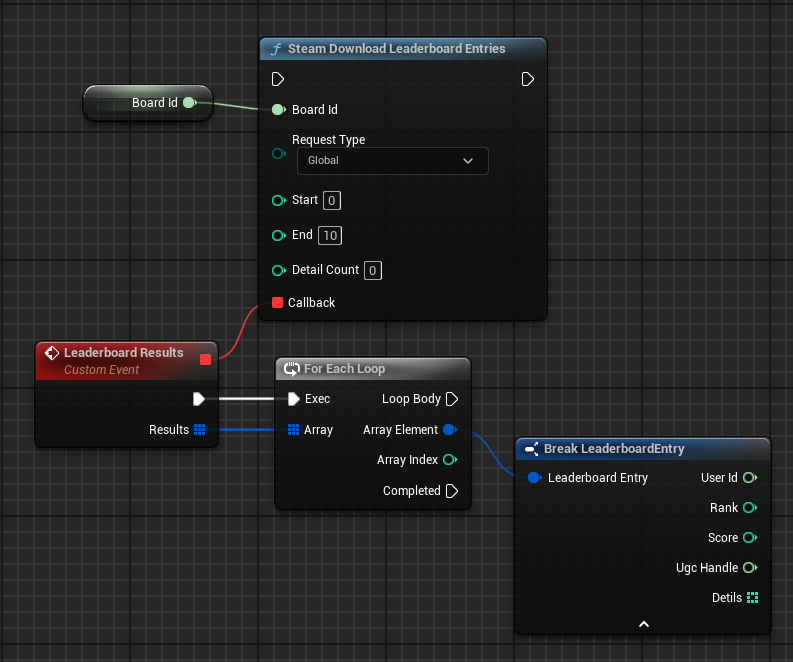 Steam Download Leaderboard Entries
Board Id
Board Id
Request Type
Global
Start 0
End 10
Detail Count 0
Callback
Leaderboard Results
Custom Event
Results
For Each Loop
Exec
Loop Body
Array
Array Element
Array Index
Completed
Break LeaderboardEntry
Leaderboard Entry
User Id
Rank
Score
Ugc Handle
Detils